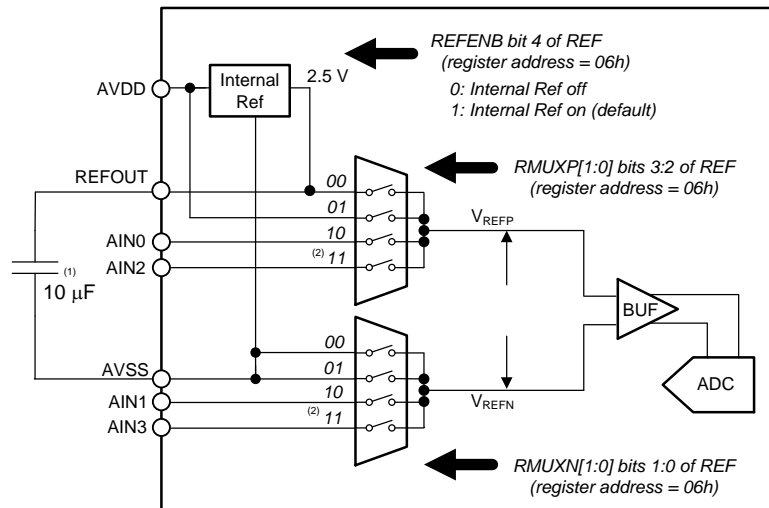 REFENB bit 4 of REF
(register address = 06h)
0: Internal Ref off
1: Internal Ref on (default)
Internal
Ref
2.5 V
AVDD
RMUXP[1:0] bits 3:2 of REF
(register address = 06h)
REFOUT
00
01
AIN0
10
AIN2
(2) 11
VREFP
(1)
10 μF
BUF
ADC
AVSS
00
01
AIN1
10
AIN3
(2) 11
VREFN
RMUXN[1:0] bits 1:0 of REF
(register address = 06h)